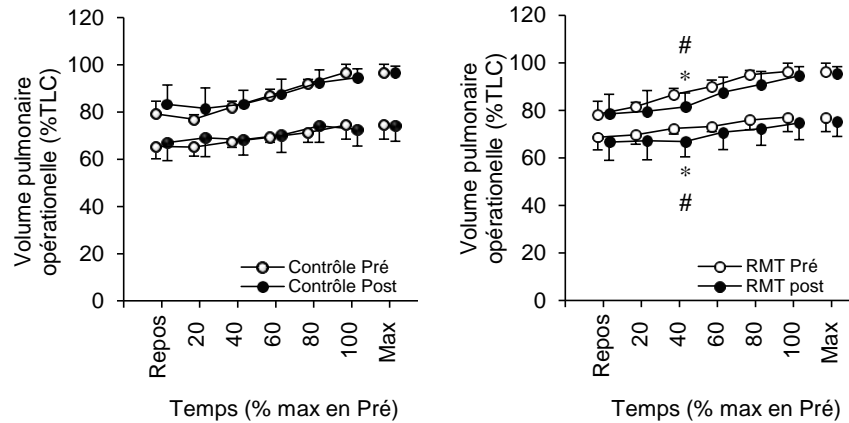 Volume pulmonaire
opérationelle (%TLC)
120
100
80
60
40
20
0
Contrôle Pré
Contrôle Post
Repos
20
40
60
80
100
Max
Temps (% max en Pré)
Volume pulmonaire
opérationelle (%TLC)
120
100
80
60
40
20
0
#
*
*
#
RMT Pré
RMT post
Repos
20
40
60
80
100
Max
Temps (% max en Pré)